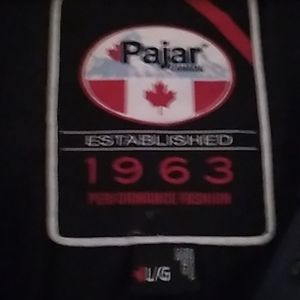 Pajar
CANADA
ESTABLISHED
1963
PERFORMANCE FASHION
L/G